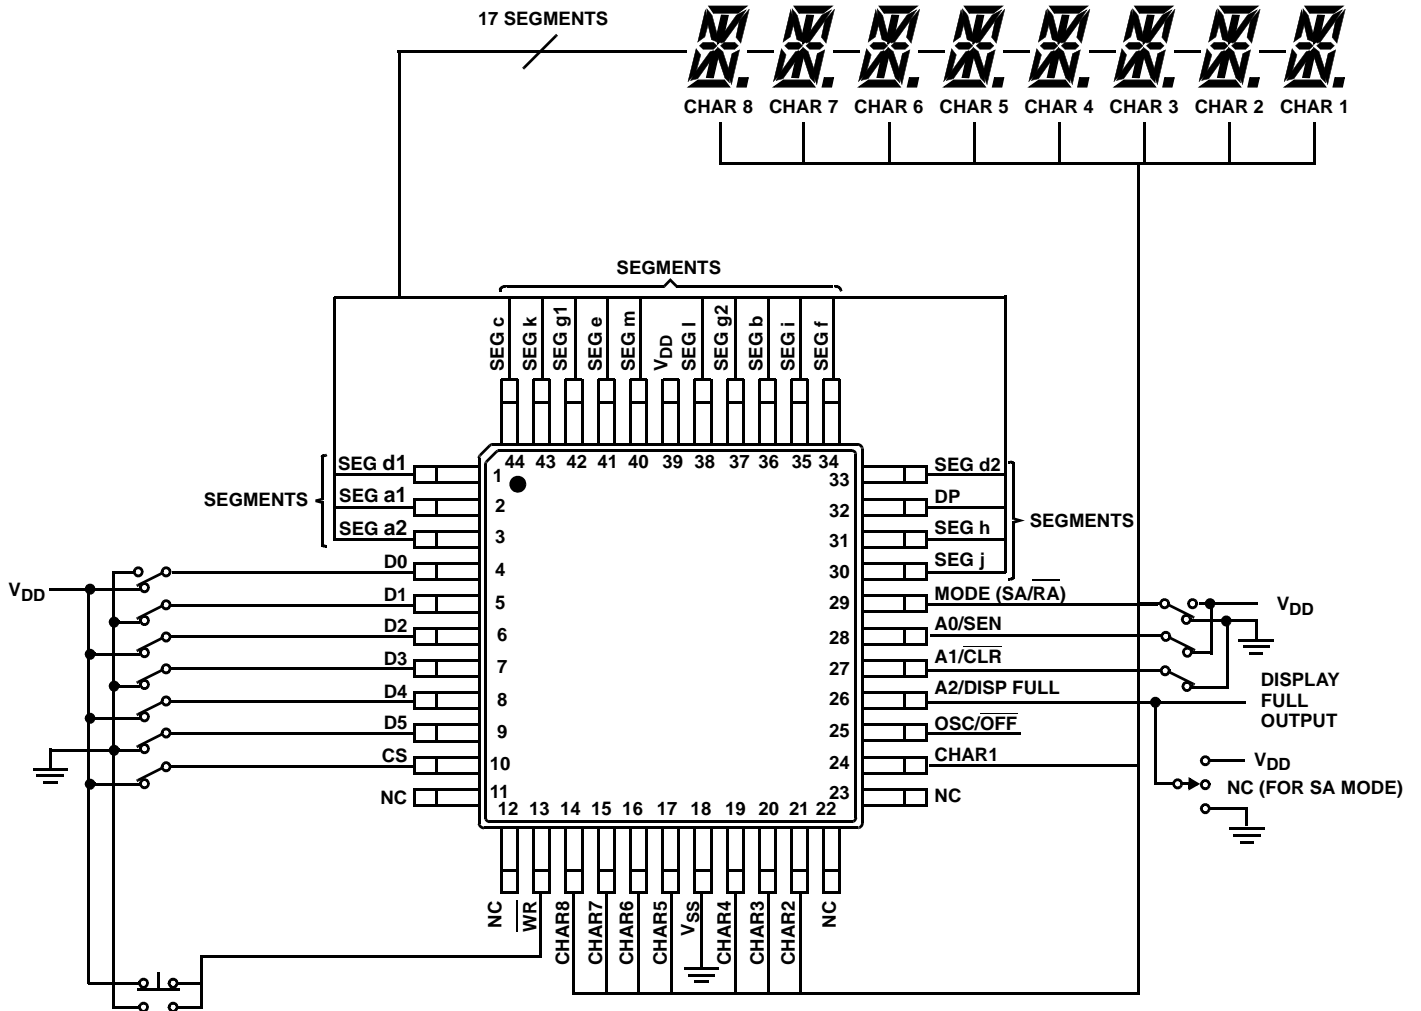 17 SEGMENTS
CHAR 8 CHAR 7 CHAR 6 CHAR 5 CHAR 4 CHAR 3 CHAR 2 CHAR 1
SEGMENTS
SEG c
SEG k
SEG g1
SEG e
SEG m
VDD
SEG l
SEG g2
SEG b
SEG i
SEG f
44 43 42 41 40 39 38 37 36 35 34
SEGMENTS
SEG d1 1
SEG a1 2
SEG a2 3
D0 4
D1 5
D2 6
D3 7
D4 8
D5 9
CS 10
NC 11
VDD
33 SEG d2
32 DP
31 SEG h
30 SEG j
SEGMENTS
29 MODE (SA/R̅A̅)
28 A0/SEN
27 A1/C̅L̅R̅
26 A2/DISP FULL
25 OSC/O̅F̅F̅
24 CHAR1
23 NC
VDD
DISPLAY
FULL
OUTPUT
VDD
NC (FOR SA MODE)
12 13 14 15 16 17 18 19 20 21 22
NC
W̅R̅
CHAR8
CHAR7
CHAR6
CHAR5
VSS
CHAR4
CHAR3
CHAR2
NC